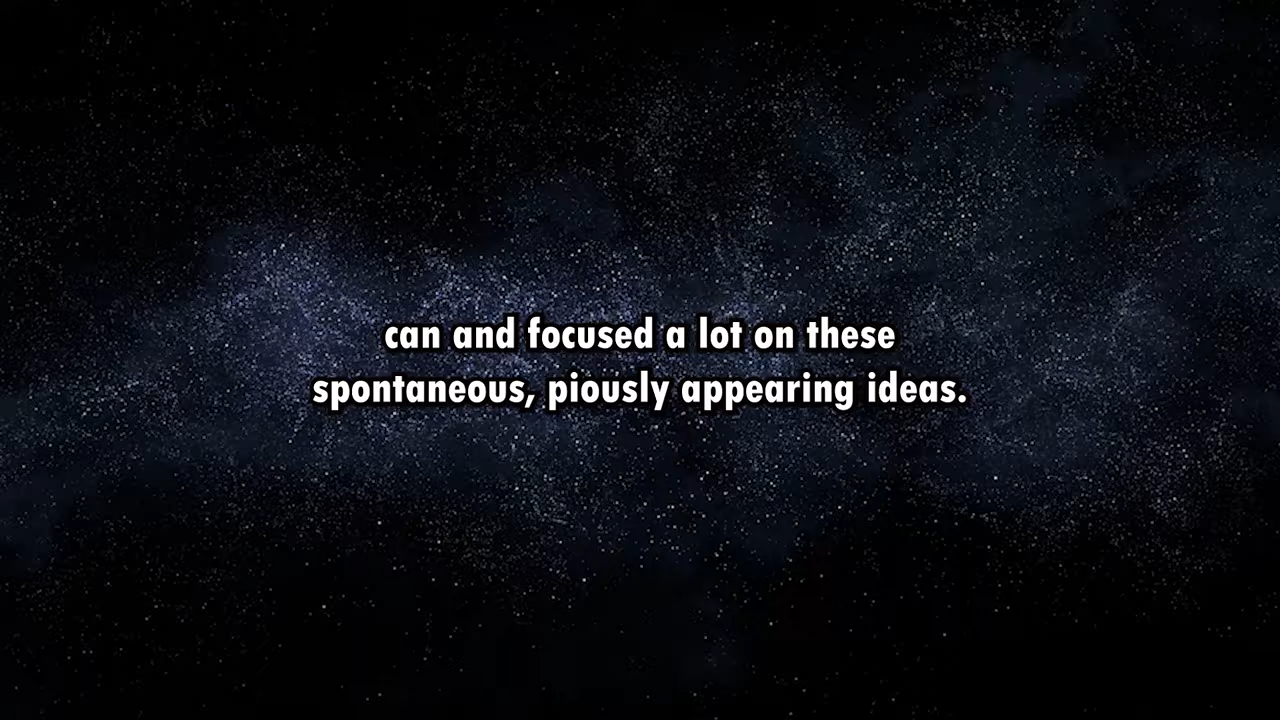 can and focused a lot on these
spontaneous, piously appearing ideas.